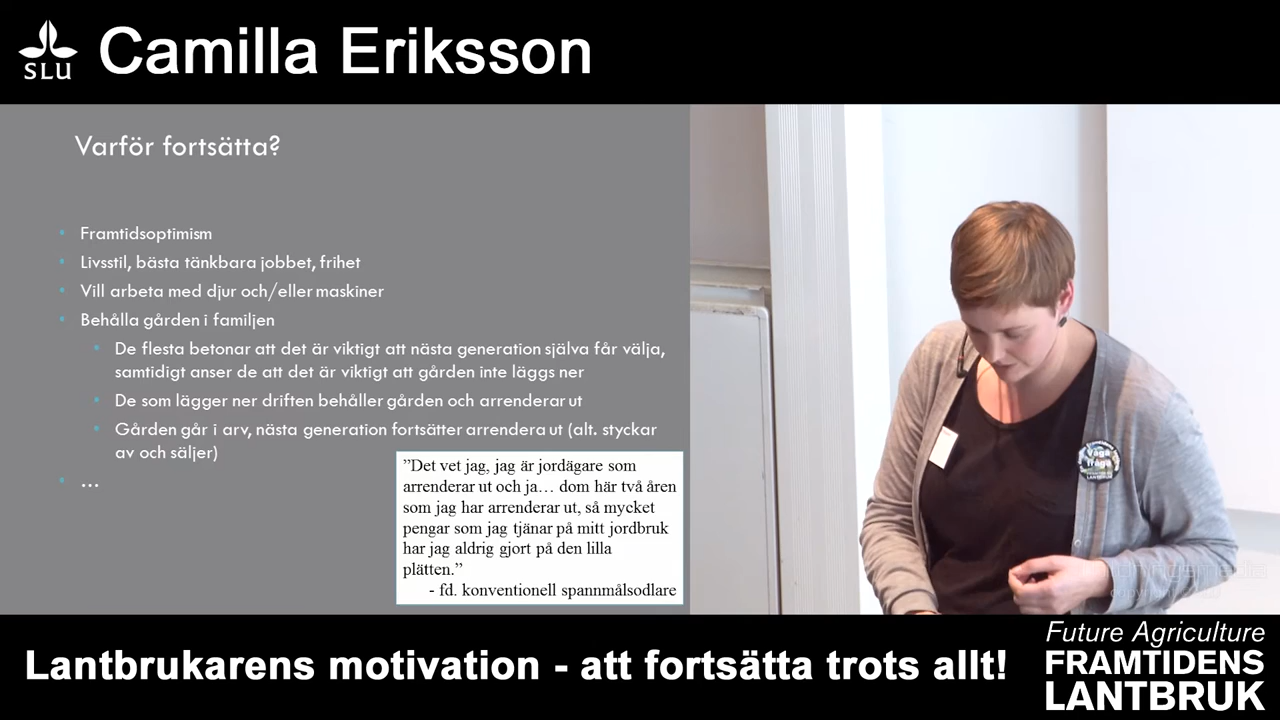 SLU
Camilla Eriksson
Varför fortsätta?
• Framtidsoptimism
• Livsstil, bästa tänkbara jobbet, frihet
• Vill arbeta med djur och/eller maskiner
• Behålla gården i familjen
• De flesta betonar att det är viktigt att nästa generation själva får välja,
samtidigt anser de att det är viktigt att gården inte läggs ner
• De som lägger ner driften behåller gården och arrenderar ut
• Gården går i arv, nästa generation fortsätter arrendera ut (alt. styckar
av och säljer)
• …
”Det vet jag, jag är jordägare som
arrenderar ut och ja… dom här två åren
som jag har arrenderar ut, så mycket
pengar som jag tjänar på mitt jordbruk
har jag aldrig gjort på den lilla
plätten.”
- fd. konventionell spannmålsodlare
Våga
fråga
LANTBRUK
copyright
Lantbrukarens motivation - att fortsätta trots allt!
Future Agriculture
FRAMTIDENS
LANTBRUK